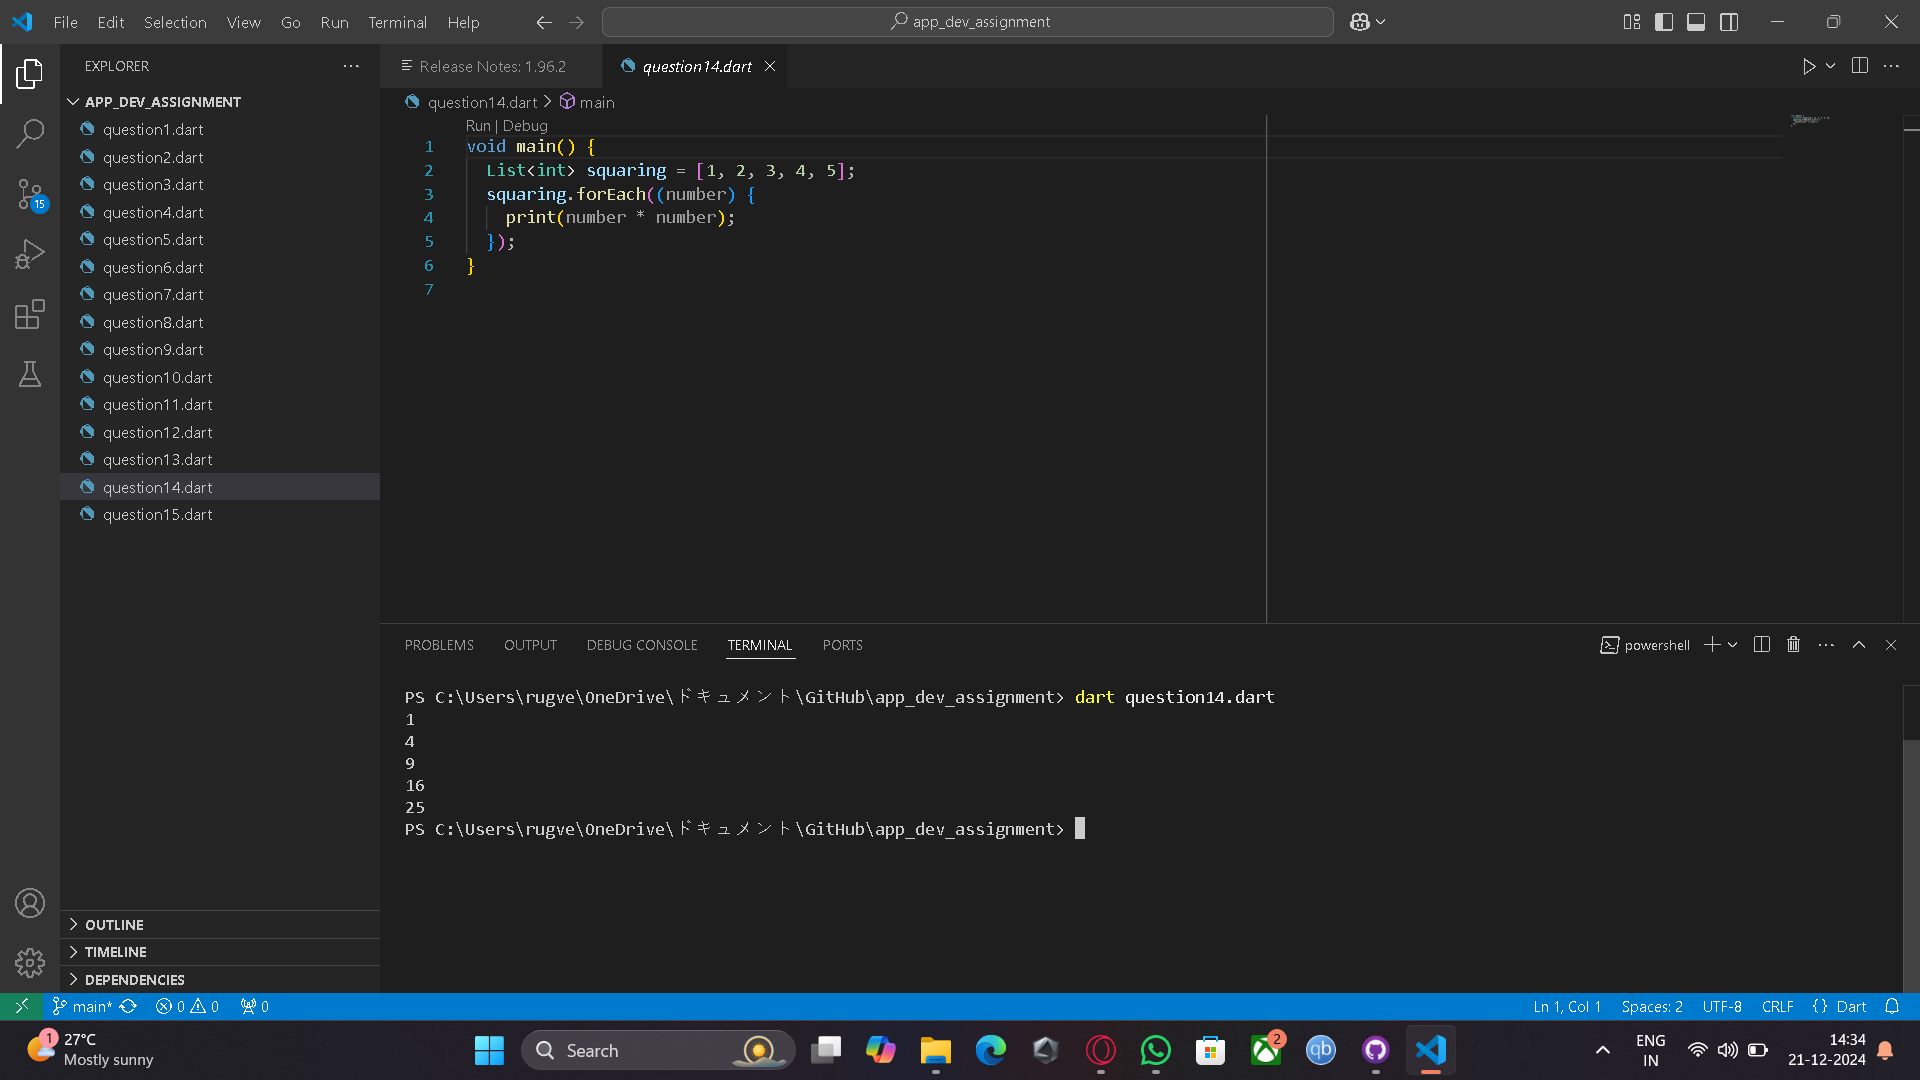 File Edit Selection View Go Run Terminal Help
app_dev_assignment
EXPLORER
Release Notes: 1.96.2
question14.dart
APP_DEV_ASSIGNMENT
question1.dart
question2.dart
question3.dart
question4.dart
question5.dart
question6.dart
question7.dart
question8.dart
question9.dart
question10.dart
question11.dart
question12.dart
question13.dart
question14.dart
question15.dart
15
OUTLINE
TIMELINE
DEPENDENCIES
question14.dart > main
Run | Debug
1 void main() {
2 List<int> squaring = [1, 2, 3, 4, 5];
3 squaring.forEach((number) {
4 print(number * number);
5 });
6 }
7
PROBLEMS OUTPUT DEBUG CONSOLE TERMINAL PORTS
powershell
PS C:\Users\rugve\OneDrive\ドキュメント\GitHub\app_dev_assignment> dart question14.dart
1
4
9
16
25
PS C:\Users\rugve\OneDrive\ドキュメント\GitHub\app_dev_assignment>
main* 0 0 0
Ln 1, Col 1 Spaces: 2 UTF-8 CRLF {} Dart
1
27°C
Mostly sunny
Search
2
qb
ENG
IN
14:34
21-12-2024